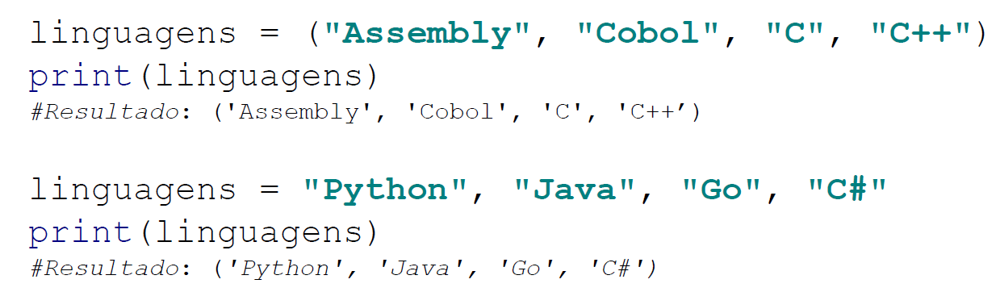 linguagens = ("Assembly", "Cobol", "C", "C++")
print(linguagens)
#Resultado: ('Assembly', 'Cobol', 'C', 'C++’)
linguagens = "Python", "Java", "Go", "C#"
print(linguagens)
#Resultado: ('Python', 'Java', 'Go', 'C#')